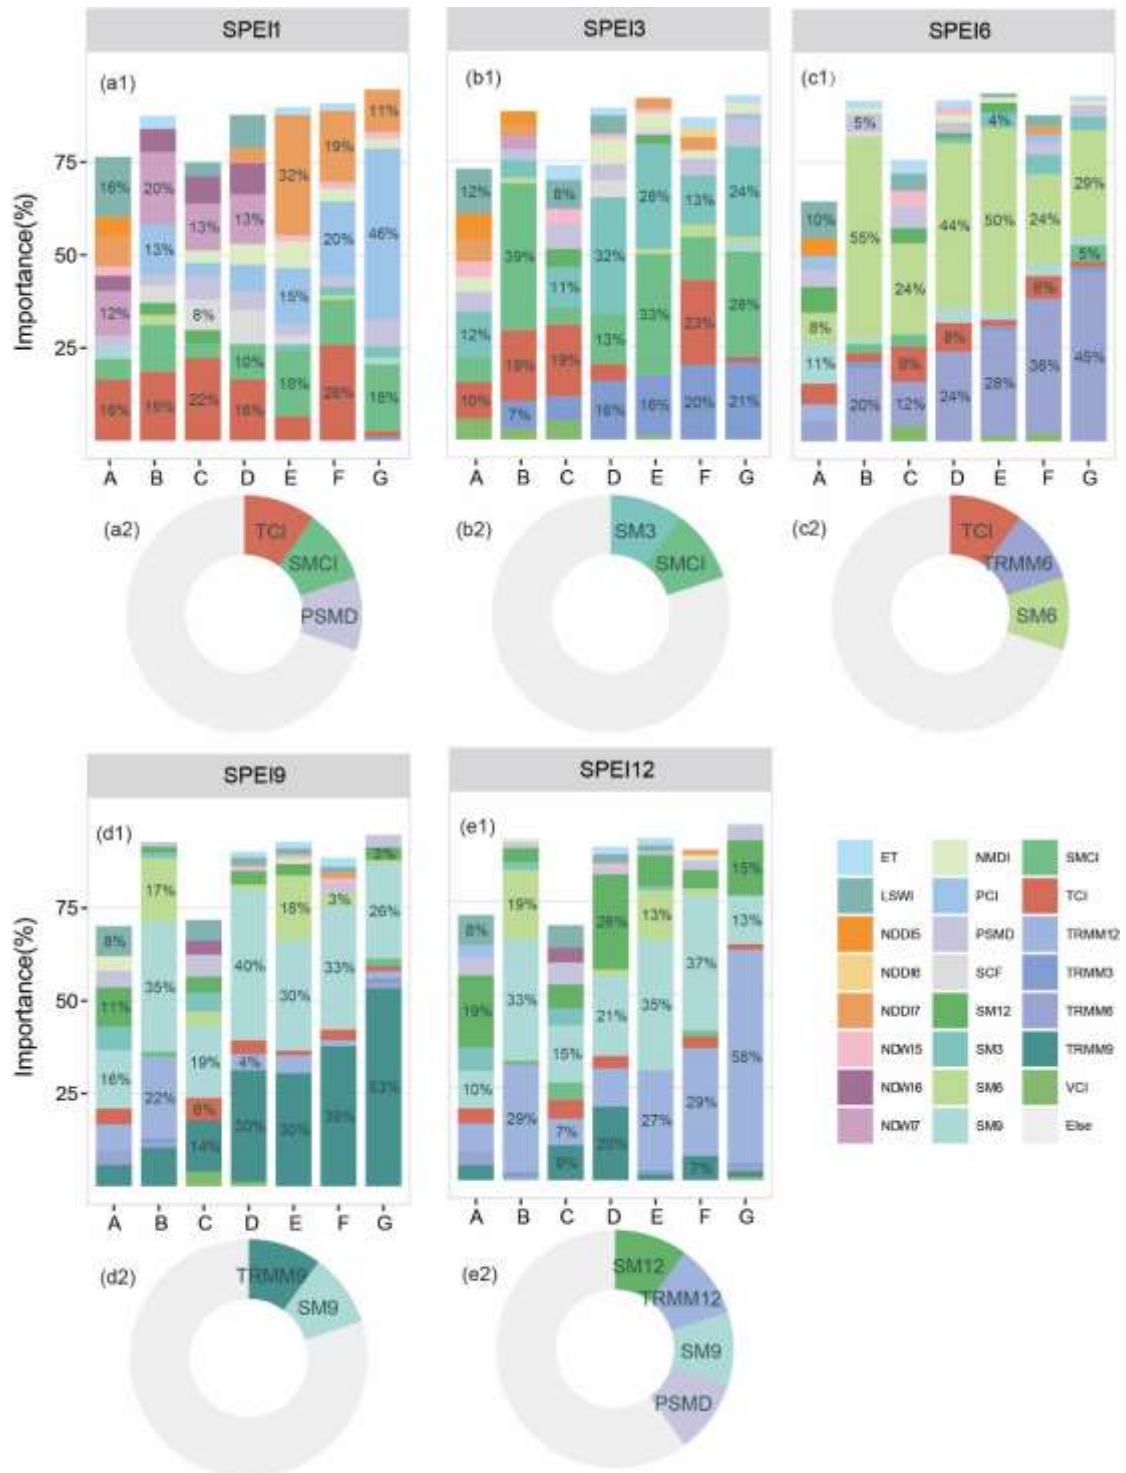 SPEI1
SPEI3
SPEI6
(a1)
(b1)
(c1)
Importance(%)
75
50
25
16%
12%
16%
20%
13%
18%
13%
8%
22%
13%
10%
16%
32%
15%
18%
19%
20%
26%
11%
46%
18%
12%
12%
10%
39%
19%
7%
8%
11%
19%
32%
13%
16%
26%
33%
16%
13%
23%
20%
24%
28%
21%
10%
8%
11%
5%
55%
20%
24%
9%
12%
44%
8%
24%
4%
50%
28%
24%
6%
38%
29%
5%
45%
A B C D E F G
A B C D E F G
A B C D E F G
(a2)
TCI
SMCI
PSMD
(b2)
SM3
SMCI
(c2)
TCI
TRMM6
SM6
SPEI9
SPEI12
(d1)
(e1)
Importance(%)
75
50
25
8%
11%
16%
17%
35%
22%
19%
6%
14%
40%
4%
30%
18%
30%
30%
3%
33%
38%
3%
26%
53%
8%
19%
10%
19%
33%
29%
15%
7%
9%
26%
21%
20%
13%
35%
27%
37%
29%
7%
15%
13%
58%
A B C D E F G
A B C D E F G
ET
NMDI
SMCI
LSWI
PCI
TCI
NDDI5
PSMD
TRMM12
NDDI6
SCF
TRMM3
NDDI7
SM12
TRMM6
NDWI5
SM3
TRMM9
NDWI6
SM6
VCI
NDWI7
SM9
Else
(d2)
TRMM9
SM9
(e2)
SM12
TRMM12
SM9
PSMD